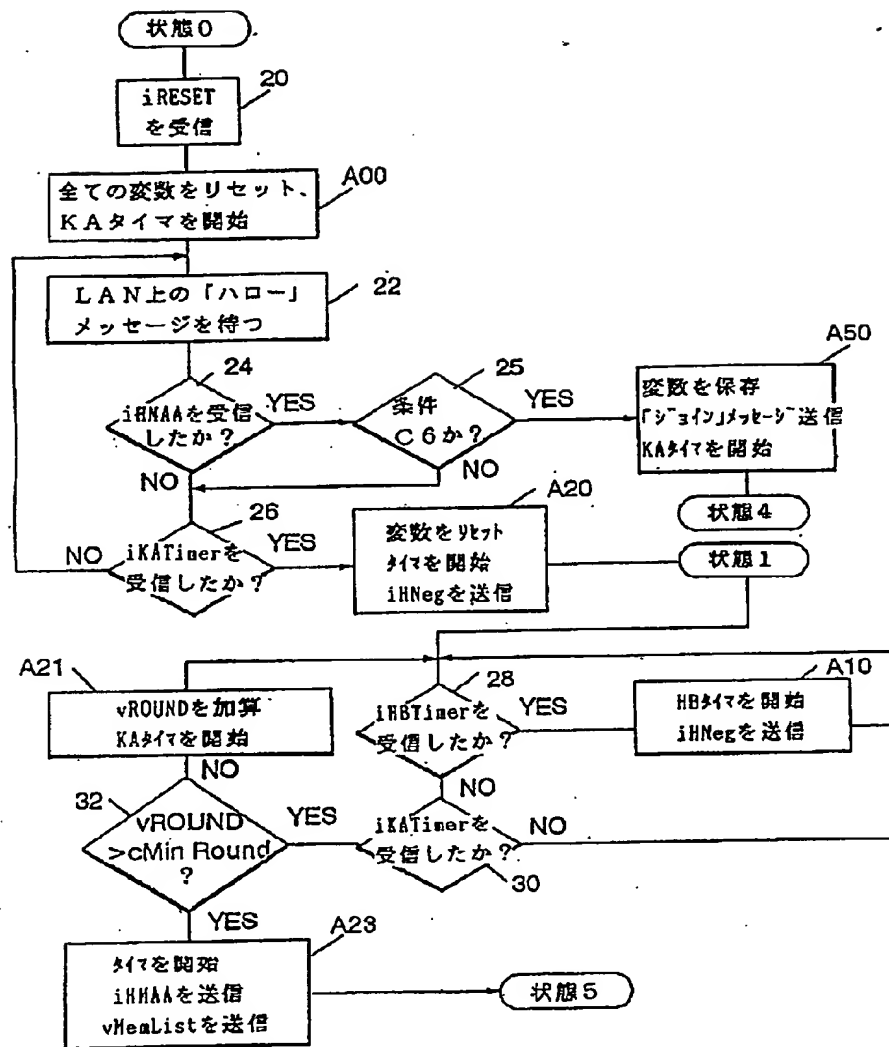 状態0
20
iRESET
を受信
A00
全ての変数をリセット、
KAタイマを開始
22
LAN上の「ハロー」
メッセージを待つ
24
iHMAAを受信
したか?
YES
NO
25
条件
C6か?
YES
NO
A50
変数を保存
「ジョイン」メッセージ送信
KAタイマを開始
状態4
26
iKATimerを
受信したか?
NO
YES
A20
変数をリセット
タイマを開始
iHNegを送信
状態1
A21
vROUNDを加算
KAタイマを開始
28
iHBTimerを
受信したか?
YES
NO
A10
HBタイマを開始
iHNegを送信
NO
32
vROUND
>cMin Round
?
YES
iKATimerを
受信したか?
NO
30
YES
A23
タイマを開始
iHMAAを送信
vMemListを送信
状態5